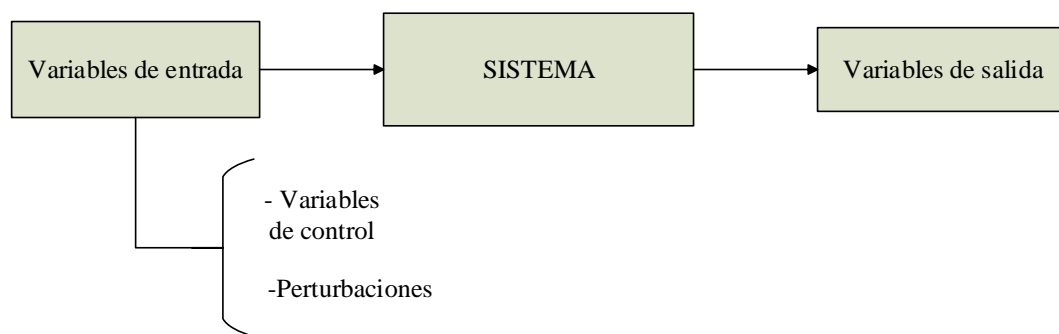 Variables de entrada
SISTEMA
Variables de salida
- Variables
de control
-Perturbaciones